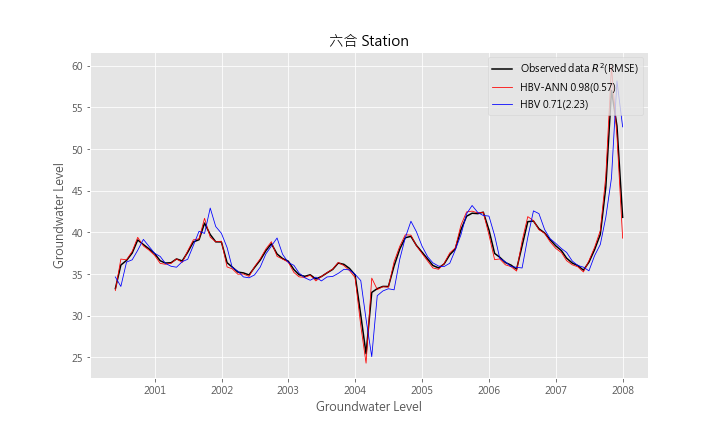 六合 Station
Observed data R²(RMSE)
HBV-ANN 0.98(0.57)
HBV 0.71(2.23)
Groundwater Level
60
55
50
45
40
35
30
25
2001 2002 2003 2004 2005 2006 2007 2008
Groundwater Level